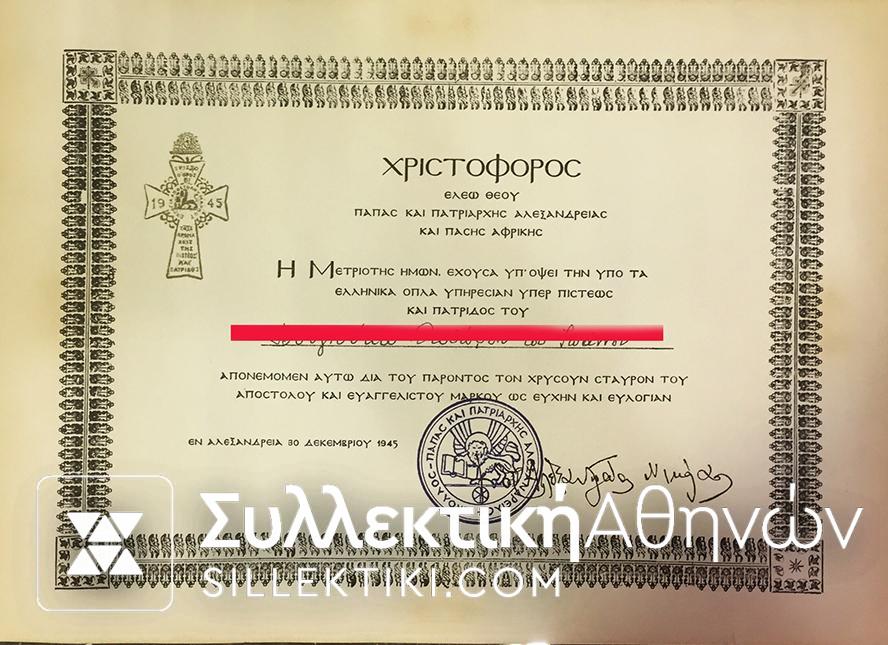 ΧΡΙϹΤΟΦΟΡΟϹ
ΕΛΕΩ ΘΕΟΥ
ΠΑΠΑϹ ΚΑΙ ΠΑΤΡΙΑΡΧΗϹ ΑΛΕΞΑΝΔΡΕΙΑϹ
ΚΑΙ ΠΑϹΗϹ ΑΦΡΙΚΗϹ
19 45
Η ΜΕΤΡΙΟΤΗϹ ΗΜΩΝ, ΕΧΟΥϹΑ ΥΠ'ΟΨΕΙ ΤΗΝ ΥΠΟ ΤΑ
ΕΛΛΗΝΙΚΑ ΟΠΛΑ ΥΠΗΡΕϹΙΑΝ ΥΠΕΡ ΠΙϹΤΕΩϹ
ΚΑΙ ΠΑΤΡΙΔΟϹ ΤΟΥ
ΑΠΟΝΕΜΟΜΕΝ ΑΥΤΩ ΔΙΑ ΤΟΥ ΠΑΡΟΝΤΟϹ ΤΟΝ ΧΡΥϹΟΥΝ ϹΤΑΥΡΟΝ ΤΟΥ
ΑΠΟϹΤΟΛΟΥ ΚΑΙ ΕΥΑΓΓΕΛΙϹΤΟΥ ΜΑΡΚΟΥ ΩϹ ΕΥΧΗΝ ΚΑΙ ΕΥΛΟΓΙΑΝ
ΕΝ ΑΛΕΞΑΝΔΡΕΙΑ 30 ΔΕΚΕΜΒΡΙΟΥ 1945
ΠΑΠΑΣ ΚΑΙ ΠΑΤΡΙΑΡΧΗΣ
ΣυλλεκτικήΑθηνών
SILLEKTIKI.COM